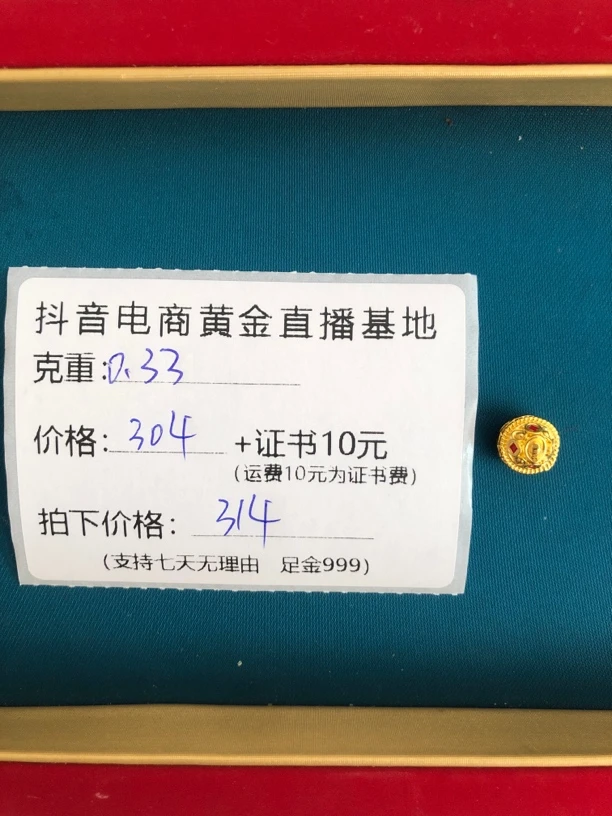 抖音电商黄金直播基地
克重:0.33
价格:304 +证书10元
(运费10元为证书费)
拍下价格:314
(支持七天无理由 足金999)